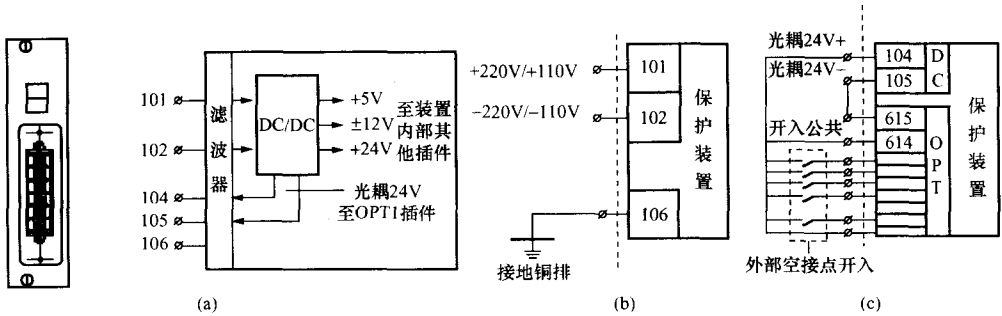 101
102
104
105
106
滤波器
DC/DC
+5V
±12V
+24V
至装置
内部其
他插件
光耦24V
至OPT1插件
(a)
+220V/+110V
-220V/-110V
101
102
106
保护装置
接地铜排
(b)
光耦24V+
光耦24V-
开入公共
104
105
615
614
DC
OPT
保护装置
外部空接点开入
(c)